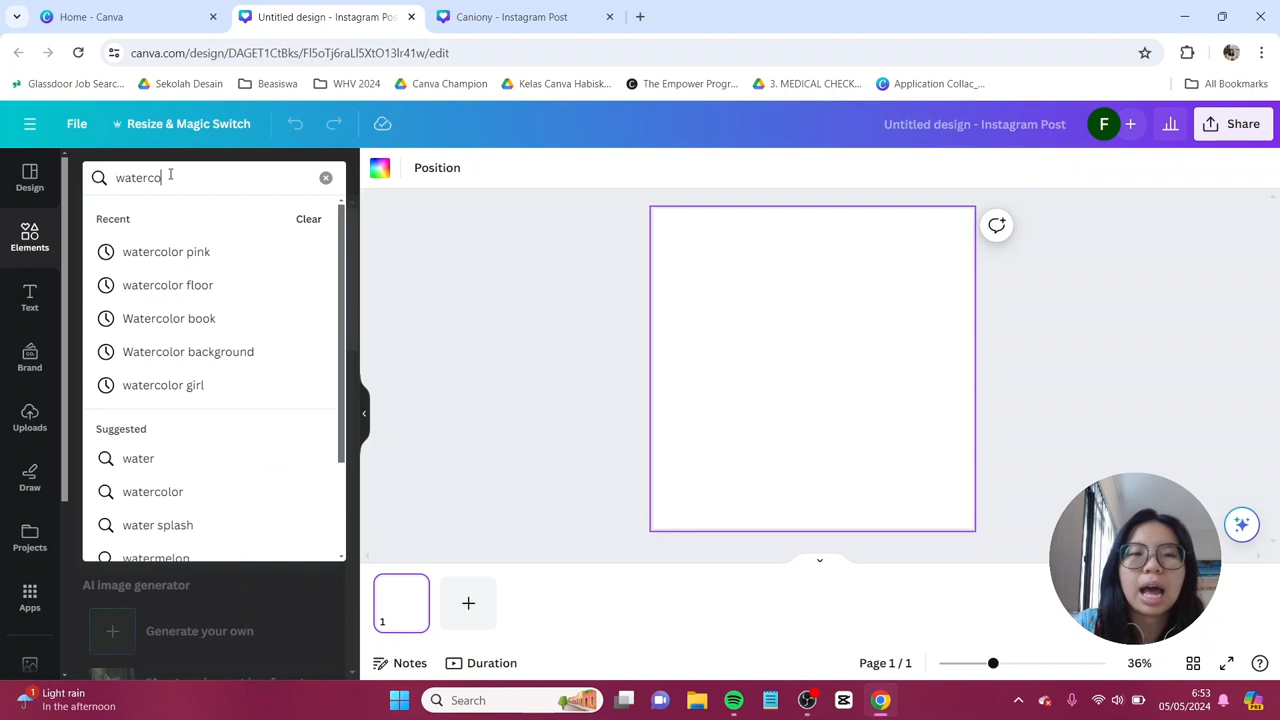 Home - Canva
Untitled design - Instagram Pos
Caniony - Instagram Post
canva.com/design/DAGET1CtBks/Fl5oTj6raLl5XtO13Ir41w/edit
Glassdoor Job Searc...
Sekolah Desain
Beasiswa
WHV 2024
Canva Champion
Kelas Canva Habisk...
The Empower Progr...
3. MEDICAL CHECK...
Application Collac_...
All Bookmarks
File
Resize & Magic Switch
Untitled design - Instagram Post
F
Share
Design
Elements
Text
Brand
Uploads
Draw
Projects
Apps
waterco
Recent
Clear
watercolor pink
watercolor floor
Watercolor book
Watercolor background
watercolor girl
Suggested
water
watercolor
water splash
watermelon
AI image generator
Generate your own
Position
1
Notes
Duration
Page 1 / 1
36%
1
Light rain
In the afternoon
Search
6:53
05/05/2024